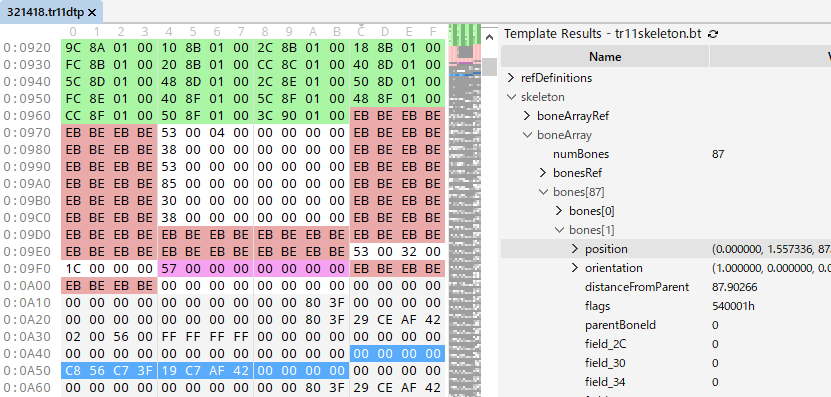 321418.tr11dtp ×
0 1 2 3 4 5 6 7 8 9 A B C D E F
0:0920 9C 8A 01 00 10 8B 01 00 2C 8B 01 00 18 8B 01 00
0:0930 FC 8B 01 00 20 8B 01 00 CC 8C 01 00 40 8D 01 00
0:0940 5C 8D 01 00 48 8D 01 00 2C 8E 01 00 50 8D 01 00
0:0950 FC 8E 01 00 40 8F 01 00 5C 8F 01 00 48 8F 01 00
0:0960 CC 8F 01 00 50 8F 01 00 3C 90 01 00 EB BE EB BE
0:0970 EB BE EB BE 53 00 04 00 00 00 00 00 EB BE EB BE
0:0980 EB BE EB BE 38 00 00 00 00 00 00 00 EB BE EB BE
0:0990 EB BE EB BE 53 00 00 00 00 00 00 00 EB BE EB BE
0:09A0 EB BE EB BE 85 00 00 00 00 00 00 00 EB BE EB BE
0:09B0 EB BE EB BE 30 00 00 00 00 00 00 00 EB BE EB BE
0:09C0 EB BE EB BE 38 00 00 00 00 00 00 00 EB BE EB BE
0:09D0 EB BE EB BE EB BE EB BE EB BE EB BE EB BE EB BE
0:09E0 EB BE EB BE EB BE EB BE EB BE EB BE 53 00 32 00
0:09F0 1C 00 00 00 57 00 00 00 00 00 00 00 EB BE EB BE
0:0A00 EB BE EB BE 00 00 00 00 00 00 00 00 00 00 00 00
0:0A10 00 00 00 00 00 00 00 00 00 00 80 3F 00 00 00 00
0:0A20 00 00 00 00 00 00 00 00 00 00 80 3F 29 CE AF 42
0:0A30 02 00 56 00 FF FF FF FF 00 00 00 00 00 00 00 00
0:0A40 00 00 00 00 00 00 00 00 00 00 00 00 00 00 00 00
0:0A50 C8 56 C7 3F 19 C7 AF 42 00 00 00 00 00 00 00 00
0:0A60 00 00 00 00 00 00 00 00 00 00 80 3F 29 CE AF 42
Template Results - tr11skeleton.bt
Name V
refDefinitions
skeleton
boneArrayRef
boneArray
numBones 87
bonesRef
bones[87]
bones[0]
bones[1]
position (0.000000, 1.557336, 87
orientation (1.000000, 0.000000, 0.0
distanceFromParent 87.90266
flags 540001h
parentBoneId 0
field_2C 0
field_30 0
field_34 0